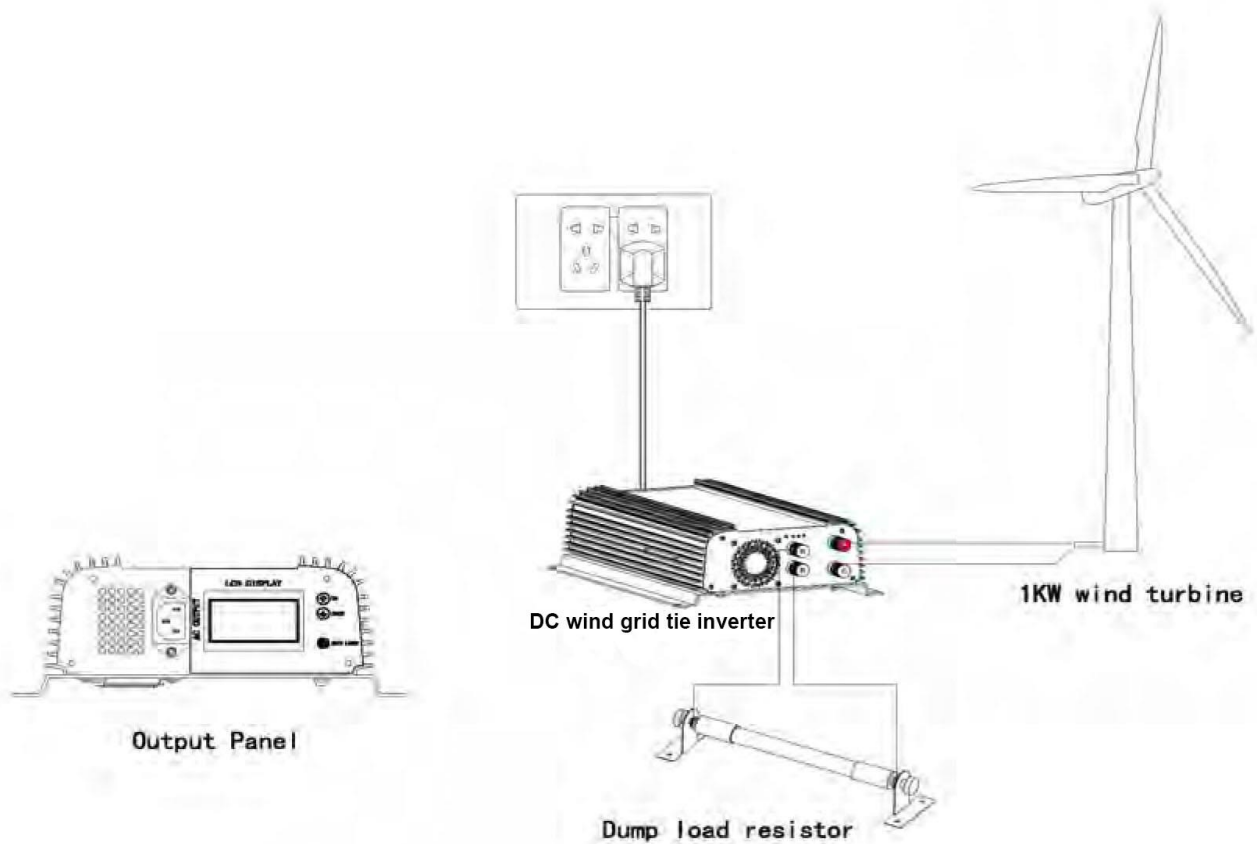 DC wind grid tie inverter
1KW wind turbine
LCD DISPLAY
AC OUTPUT
Output Panel
Dump load resistor